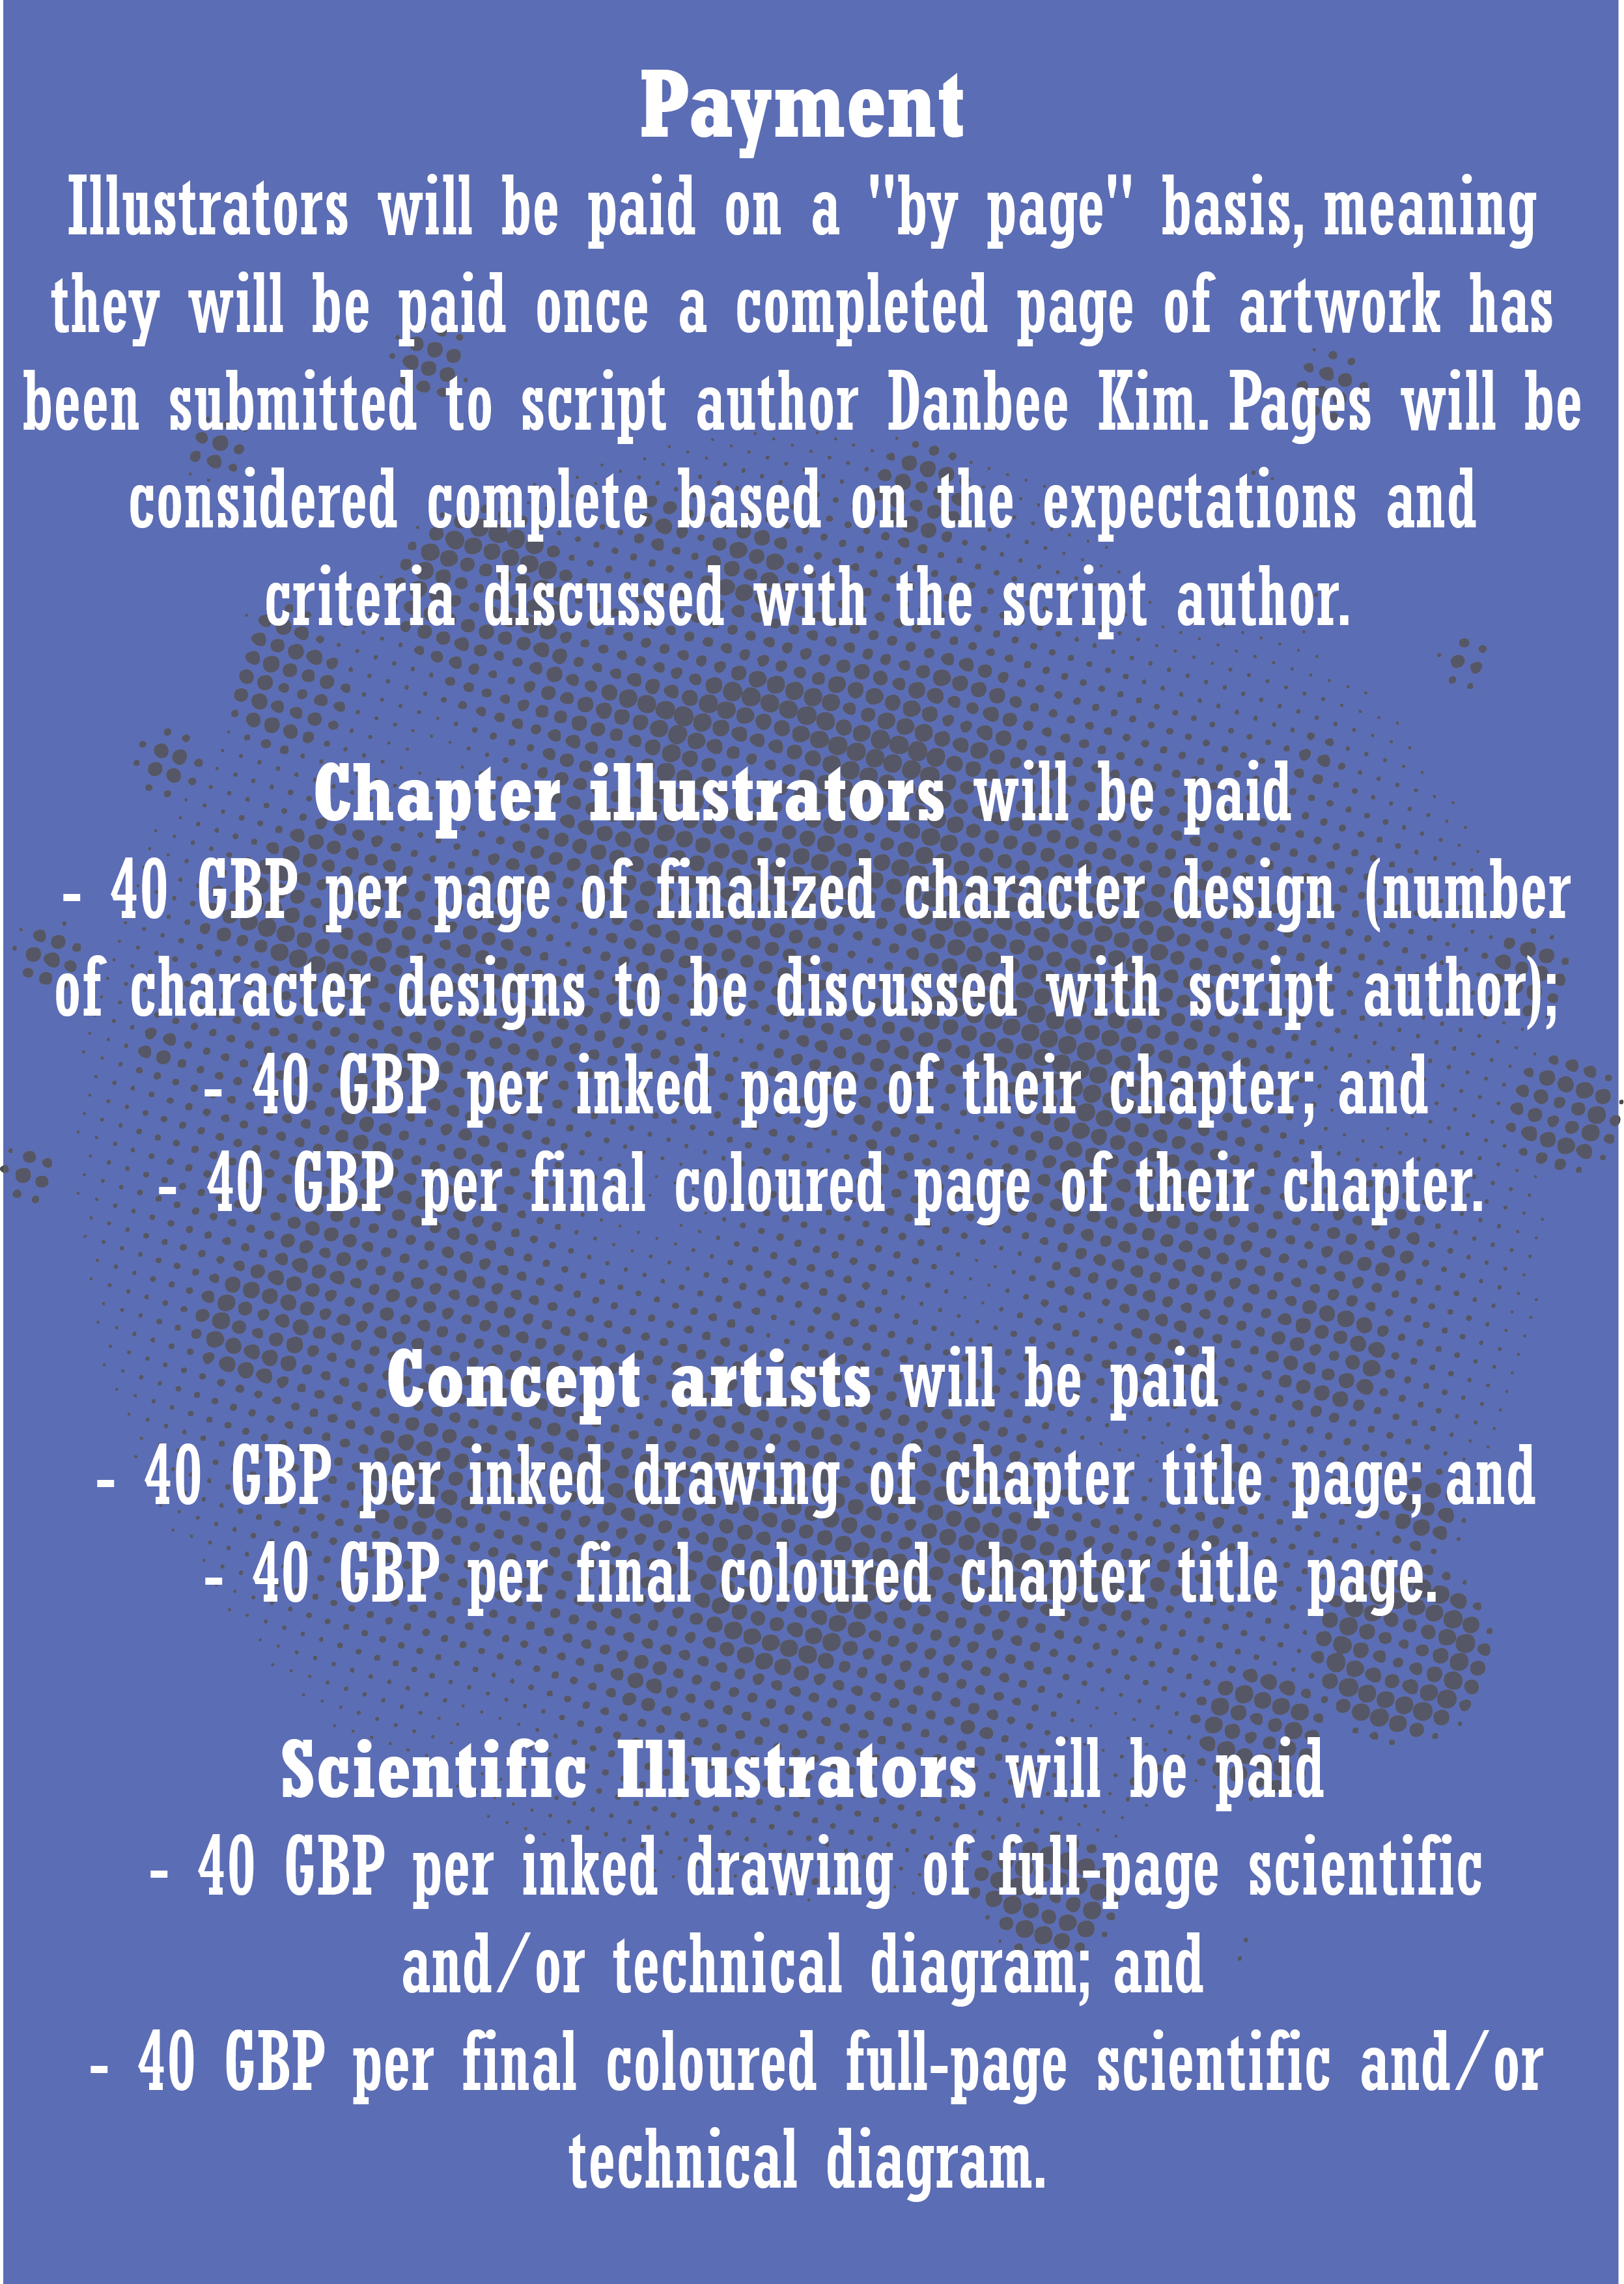 Payment
Illustrators will be paid on a "by page" basis, meaning
they will be paid once a completed page of artwork has
been submitted to script author Danbee Kim. Pages will be
considered complete based on the expectations and
criteria discussed with the script author.
Chapter illustrators will be paid
- 40 GBP per page of finalized character design (number
of character designs to be discussed with script author);
- 40 GBP per inked page of their chapter; and
- 40 GBP per final coloured page of their chapter.
Concept artists will be paid
- 40 GBP per inked drawing of chapter title page; and
- 40 GBP per final coloured chapter title page.
Scientific Illustrators will be paid
- 40 GBP per inked drawing of full-page scientific
and/or technical diagram; and
- 40 GBP per final coloured full-page scientific and/or
technical diagram.